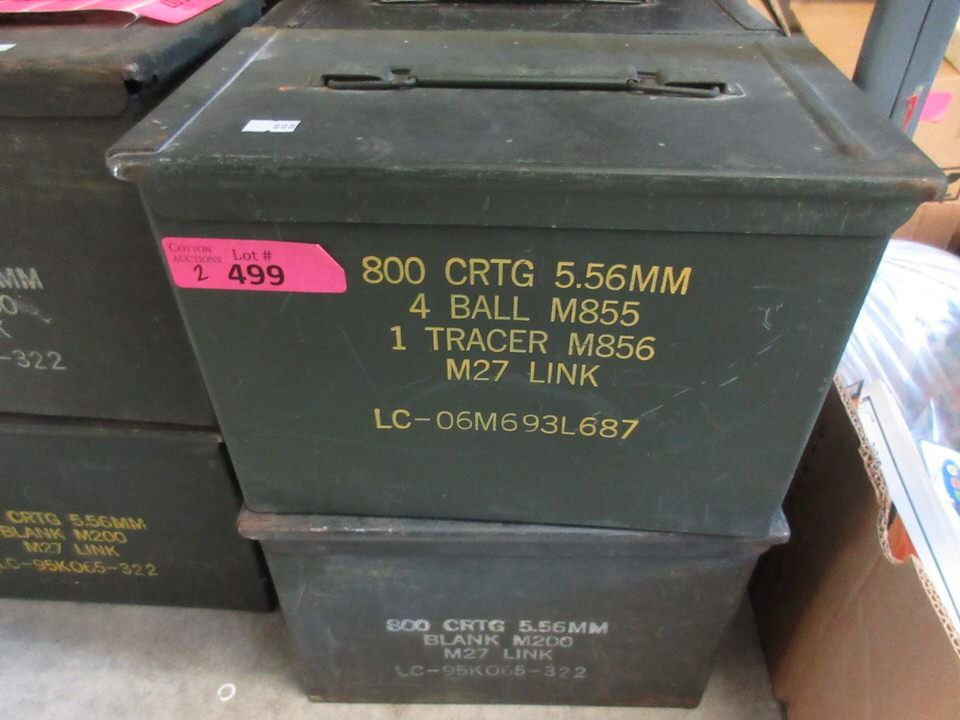 888
COTTON
AUCTIONS
2
Lot #
499
800 CRTG 5.56MM
4 BALL M855
1 TRACER M856
M27 LINK
LC-06M693L687
800 CRTG 5.56MM
BLANK M200
M27 LINK
LC-95K065-322
MM
-322
CRTG 5.56MM
BLANK M200
M27 LINK
LC-95K065-322